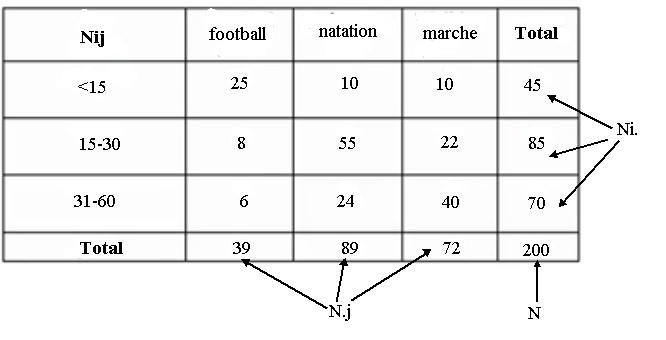 Nij football natation marche Total
<15 25 10 10 45
Ni.
15-30 8 55 22 85
31-60 6 24 40 70
Total 39 89 72 200
N.j N